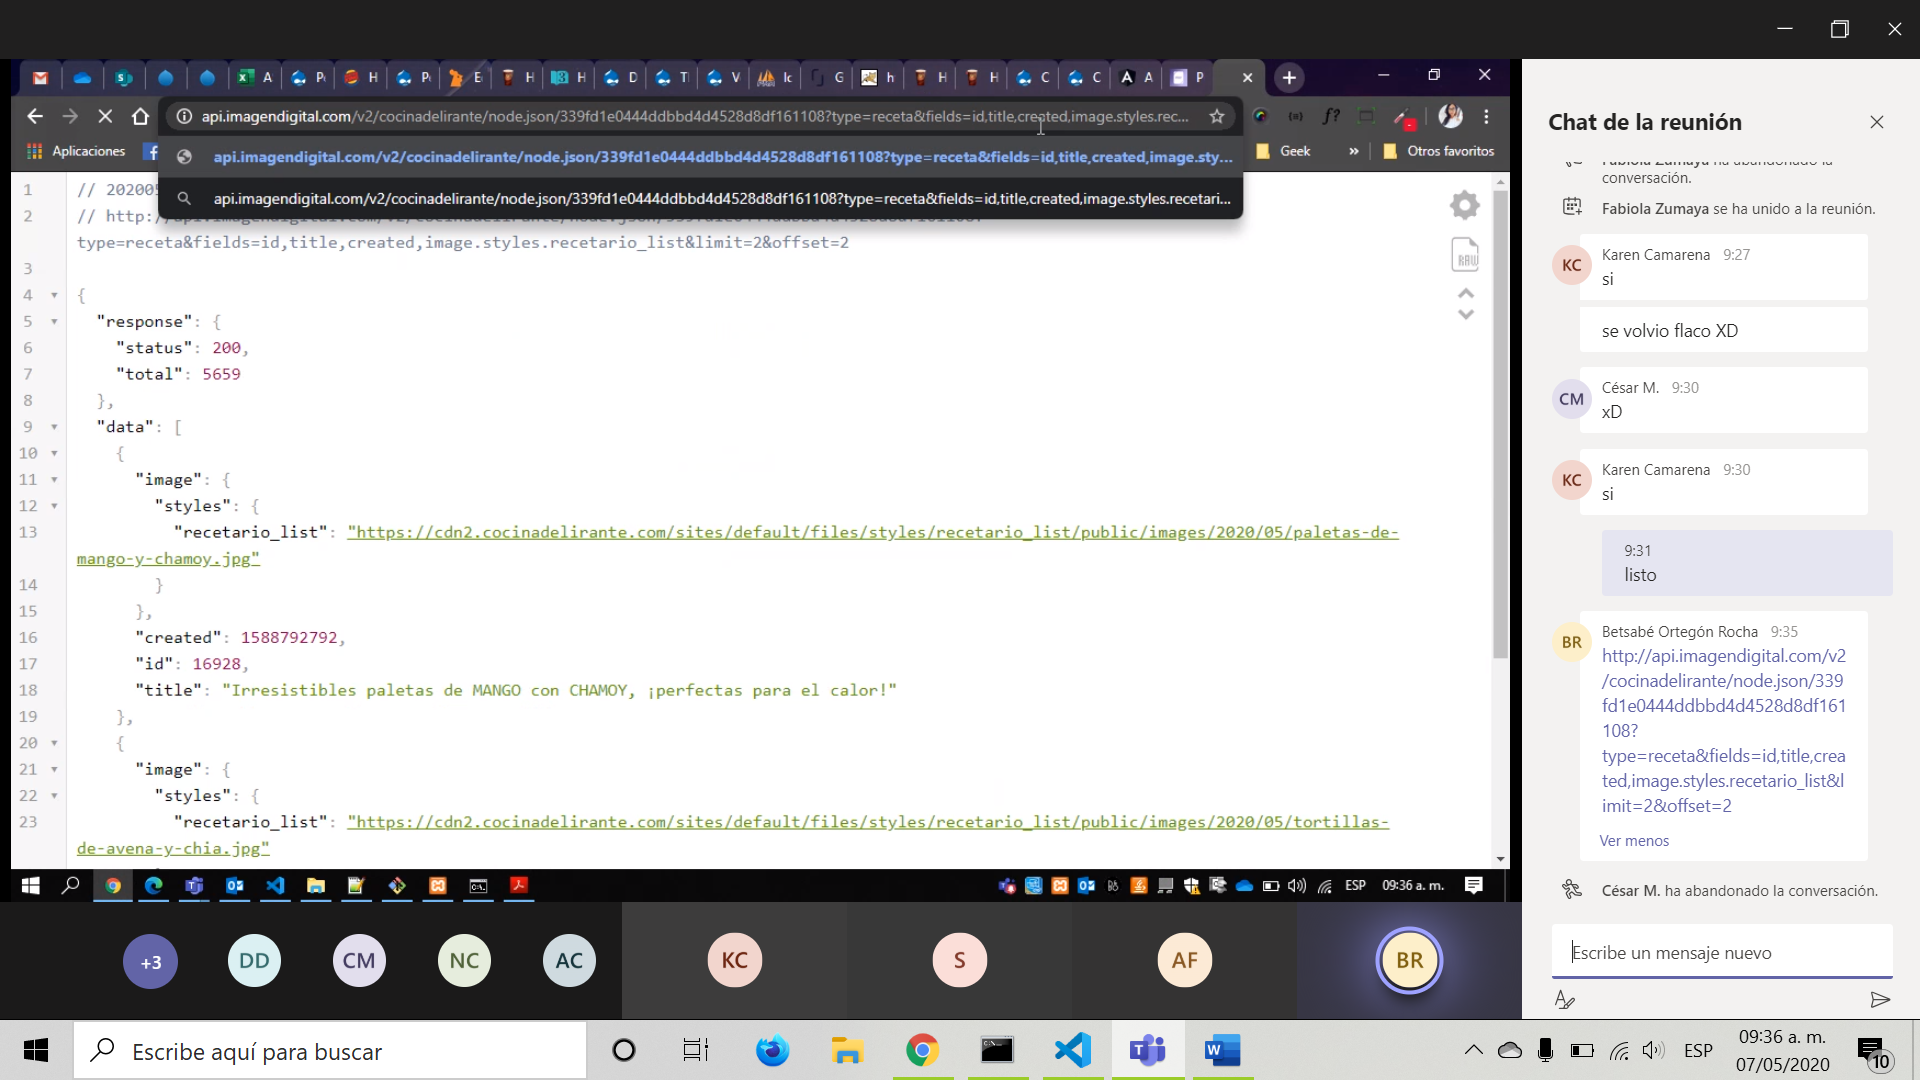 A
P
H
P
E
H
H
D
T
V
Ic
G
h
H
H
C
C
A
P
api.imagendigital.com/v2/cocinadelirante/node.json/339fd1e0444ddbbd4d4528d8df161108?type=receta&fields=id,title,created,image.styles.rec...
api.imagendigital.com/v2/cocinadelirante/node.json/339fd1e0444ddbbd4d4528d8df161108?type=receta&fields=id,title,created,image.sty...
api.imagendigital.com/v2/cocinadelirante/node.json/339fd1e0444ddbbd4d4528d8df161108?type=receta&fields=id,title,created,image.styles.recetari...
Aplicaciones
Geek
»
Otros favoritos
RAW
1 // 202005
2 // http:/
type=receta&fields=id,title,created,image.styles.recetario_list&limit=2&offset=2
3
4 {
5 "response": {
6 "status": 200,
7 "total": 5659
8 },
9 "data": [
10 {
11 "image": {
12 "styles": {
13 "recetario_list": "https://cdn2.cocinadelirante.com/sites/default/files/styles/recetario_list/public/images/2020/05/paletas-de-
mango-y-chamoy.jpg"
14 }
15 },
16 "created": 1588792792,
17 "id": 16928,
18 "title": "Irresistibles paletas de MANGO con CHAMOY, ¡perfectas para el calor!"
19 },
20 {
21 "image": {
22 "styles": {
23 "recetario_list": "https://cdn2.cocinadelirante.com/sites/default/files/styles/recetario_list/public/images/2020/05/tortillas-
de-avena-y-chia.jpg"
ESP
09:36 a. m.
+3
DD
CM
NC
AC
KC
S
AF
BR
Chat de la reunión
Fabiola Zumaya ha abandonado la
conversación.
Fabiola Zumaya se ha unido a la reunión.
KC
Karen Camarena 9:27
si
se volvio flaco XD
CM
César M. 9:30
xD
KC
Karen Camarena 9:30
si
9:31
listo
BR
Betsabé Ortegón Rocha 9:35
http://api.imagendigital.com/v2
/cocinadelirante/node.json/339
fd1e0444ddbbd4d4528d8df161
108?
type=receta&fields=id,title,crea
ted,image.styles.recetario_list&l
imit=2&offset=2
Ver menos
César M. ha abandonado la conversación.
Escribe un mensaje nuevo
Escribe aquí para buscar
ESP
09:36 a. m.
07/05/2020
10